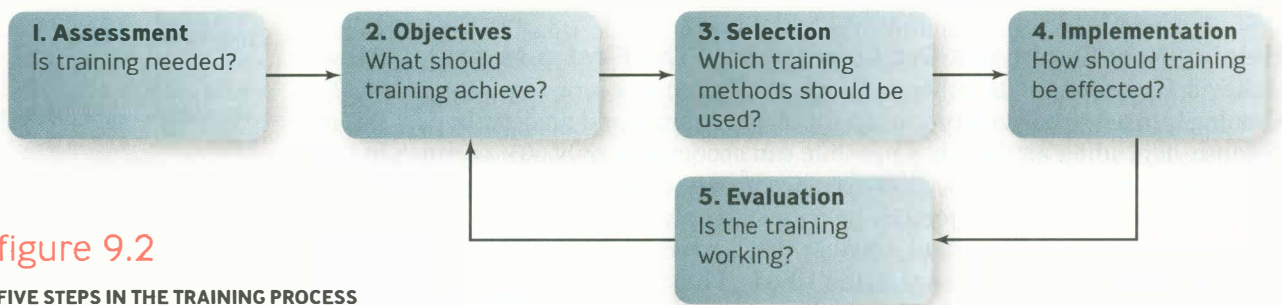 1. Assessment
Is training needed?
2. Objectives
What should
training achieve?
3. Selection
Which training
methods should be
used?
4. Implementation
How should training
be effected?
5. Evaluation
Is the training
working?
figure 9.2
FIVE STEPS IN THE TRAINING PROCESS